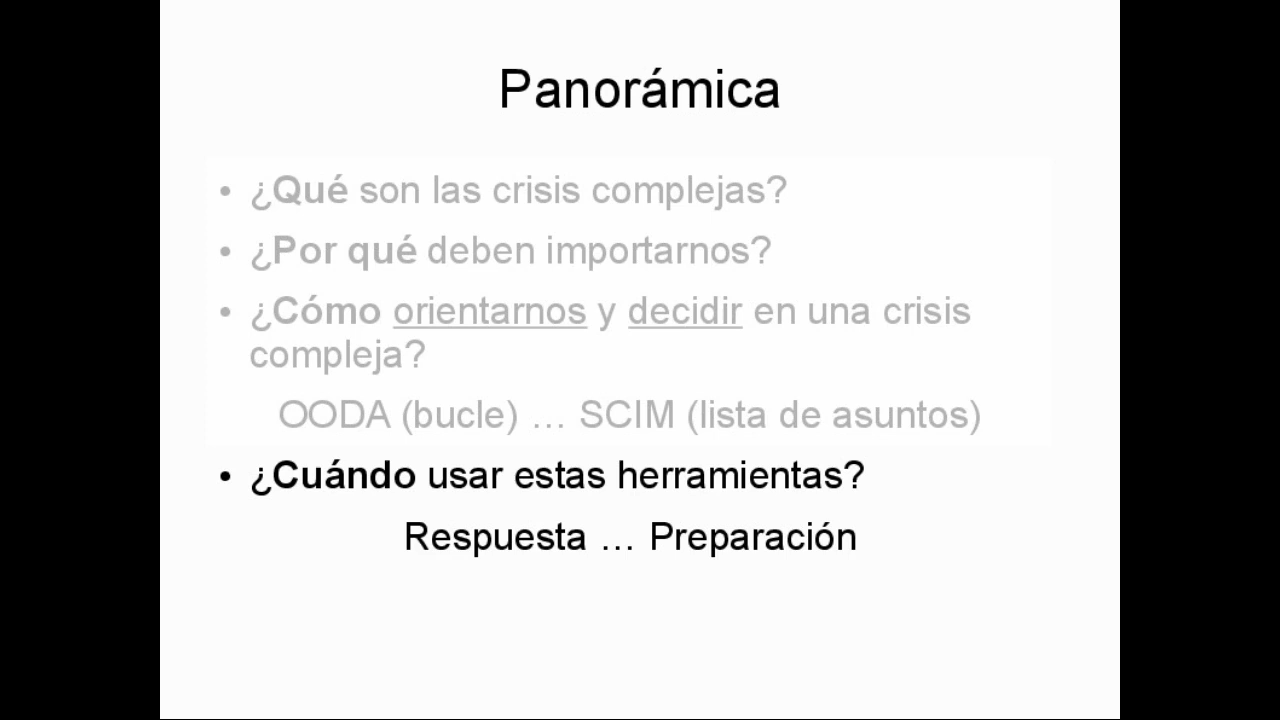 Panorámica
• ¿Qué son las crisis complejas?
• ¿Por qué deben importarnos?
• ¿Cómo orientarnos y decidir en una crisis
compleja?
OODA (bucle) … SCIM (lista de asuntos)
• ¿Cuándo usar estas herramientas?
Respuesta … Preparación